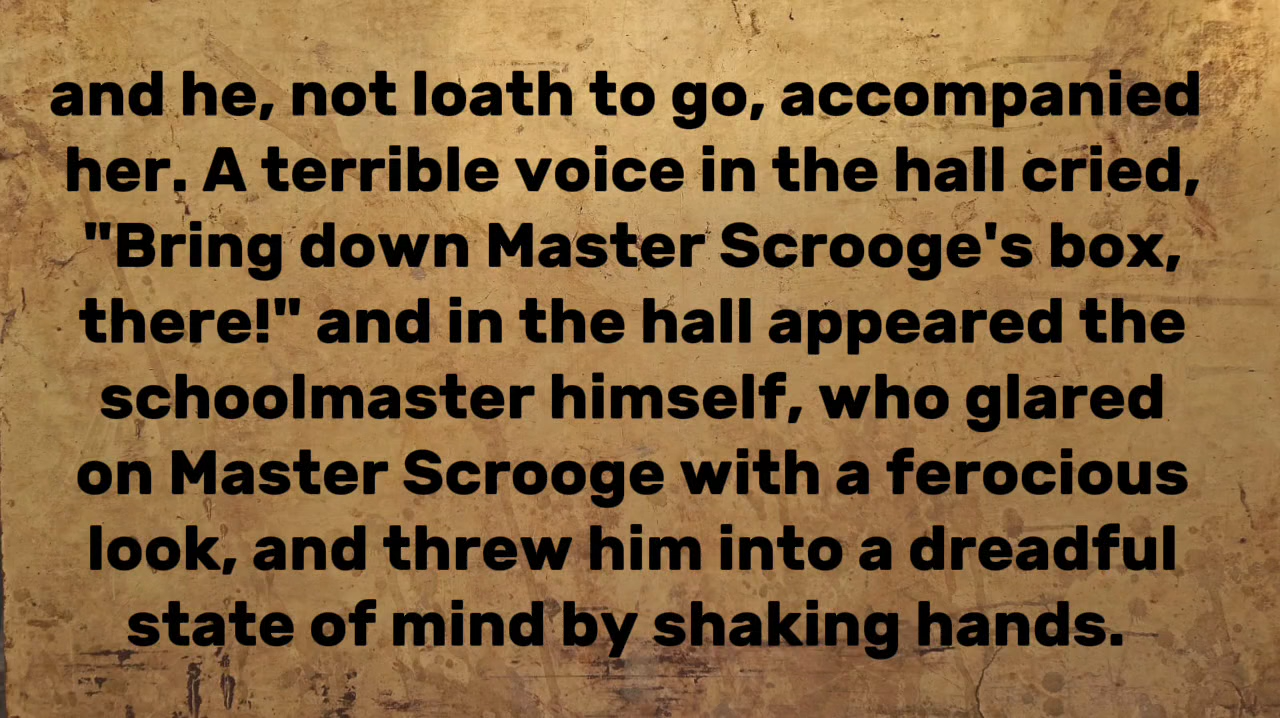 and he, not loath to go, accompanied
her. A terrible voice in the hall cried,
"Bring down Master Scrooge's box,
there!" and in the hall appeared the
schoolmaster himself, who glared
on Master Scrooge with a ferocious
look, and threw him into a dreadful
state of mind by shaking hands.